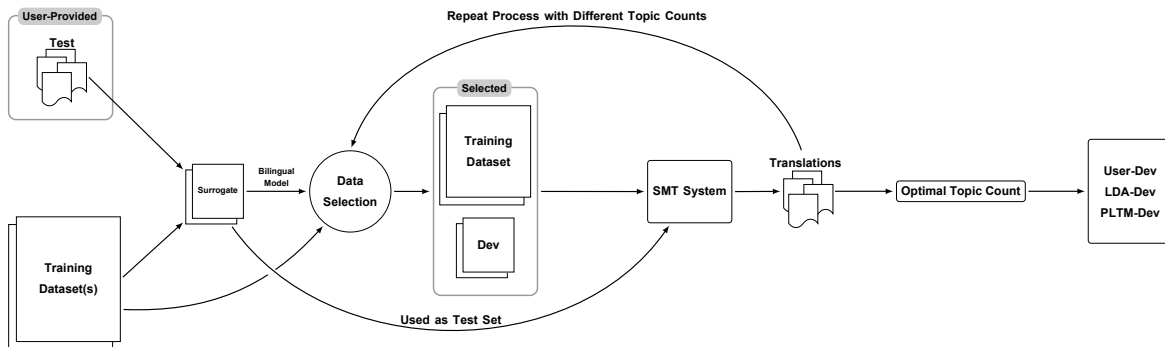 Repeat Process with Different Topic Counts
User-Provided
Test
Selected
Training
Dataset
Surrogate
Bilingual
Model
Data
Selection
Dev
SMT System
Translations
Optimal Topic Count
User-Dev
LDA-Dev
PLTM-Dev
Training
Dataset(s)
Used as Test Set